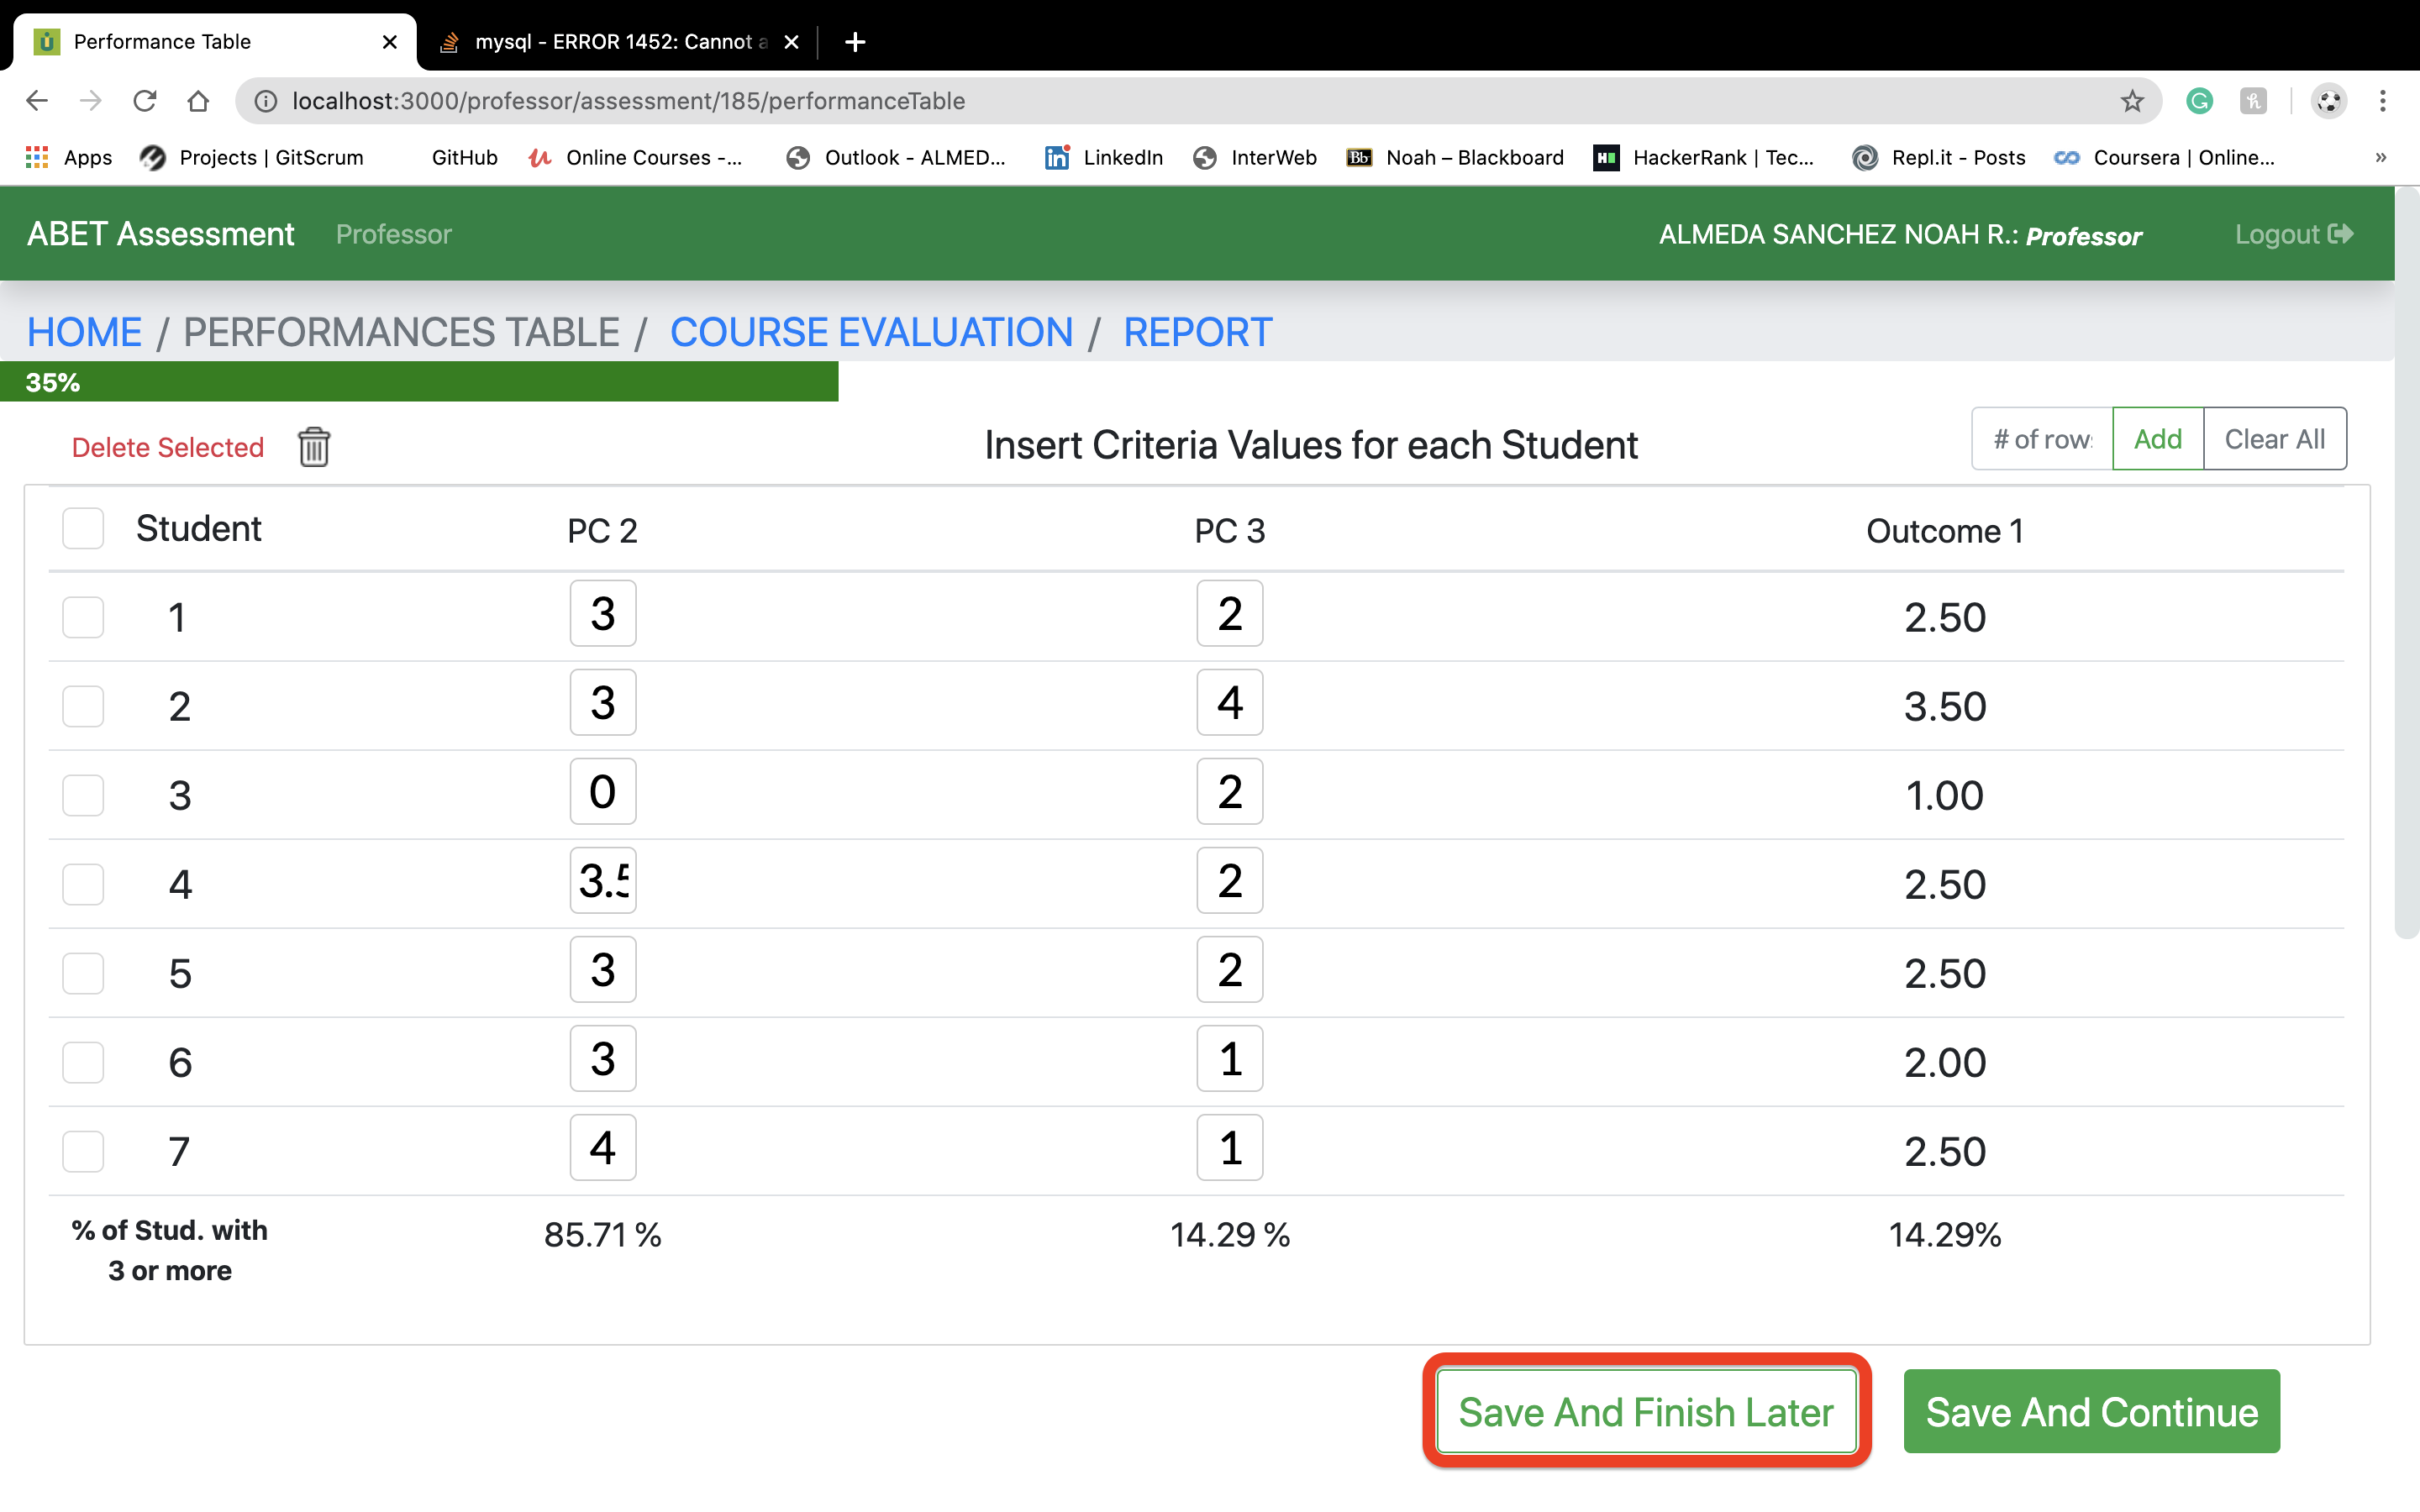 Performance Table
mysql - ERROR 1452: Cannot a
localhost:3000/professor/assessment/185/performanceTable
Apps
Projects | GitScrum
GitHub
Online Courses -...
Outlook - ALMED...
LinkedIn
InterWeb
Bb
Noah – Blackboard
HackerRank | Tec...
Repl.it - Posts
Coursera | Online...
»
ABET Assessment Professor
ALMEDA SANCHEZ NOAH R.: Professor
Logout
HOME / PERFORMANCES TABLE / COURSE EVALUATION / REPORT
35%
Delete Selected
Insert Criteria Values for each Student
# of row
Add
Clear All
Student PC 2 PC 3 Outcome 1
1 3 2 2.50
2 3 4 3.50
3 0 2 1.00
4 3.5 2 2.50
5 3 2 2.50
6 3 1 2.00
7 4 1 2.50
% of Stud. with
3 or more
85.71 % 14.29 % 14.29%
Save And Finish Later
Save And Continue